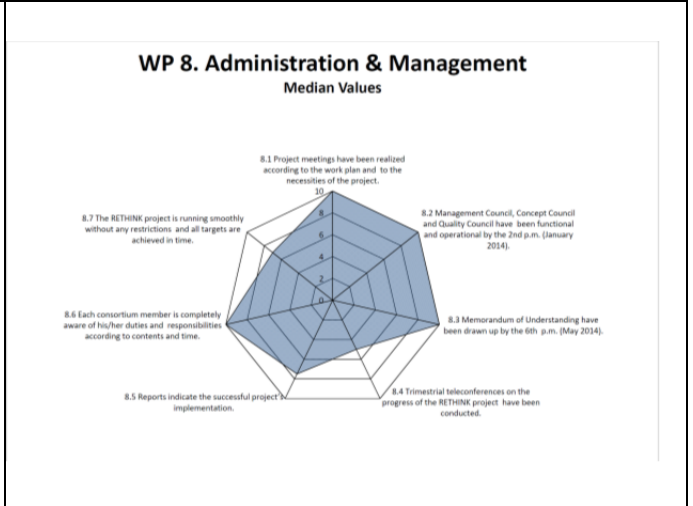 WP 8. Administration & Management
Median Values
8.1 Project meetings have been realized
according to the work plan and to the
necessities of the project.
10
8
6
4
2
0
8.2 Management Council, Concept Council
and Quality Council have been functional
and operational by the 2nd p.m. (January
2014).
8.3 Memorandum of Understanding have
been drawn up by the 6th p.m. (May 2014).
8.4 Trimestrial teleconferences on the
progress of the RETHINK project have been
conducted.
8.5 Reports indicate the successful project
implementation.
8.6 Each consortium member is completely
aware of his/her duties and responsibilities
according to contents and time.
8.7 The RETHINK project is running smoothly
without any restrictions and all targets are
achieved in time.